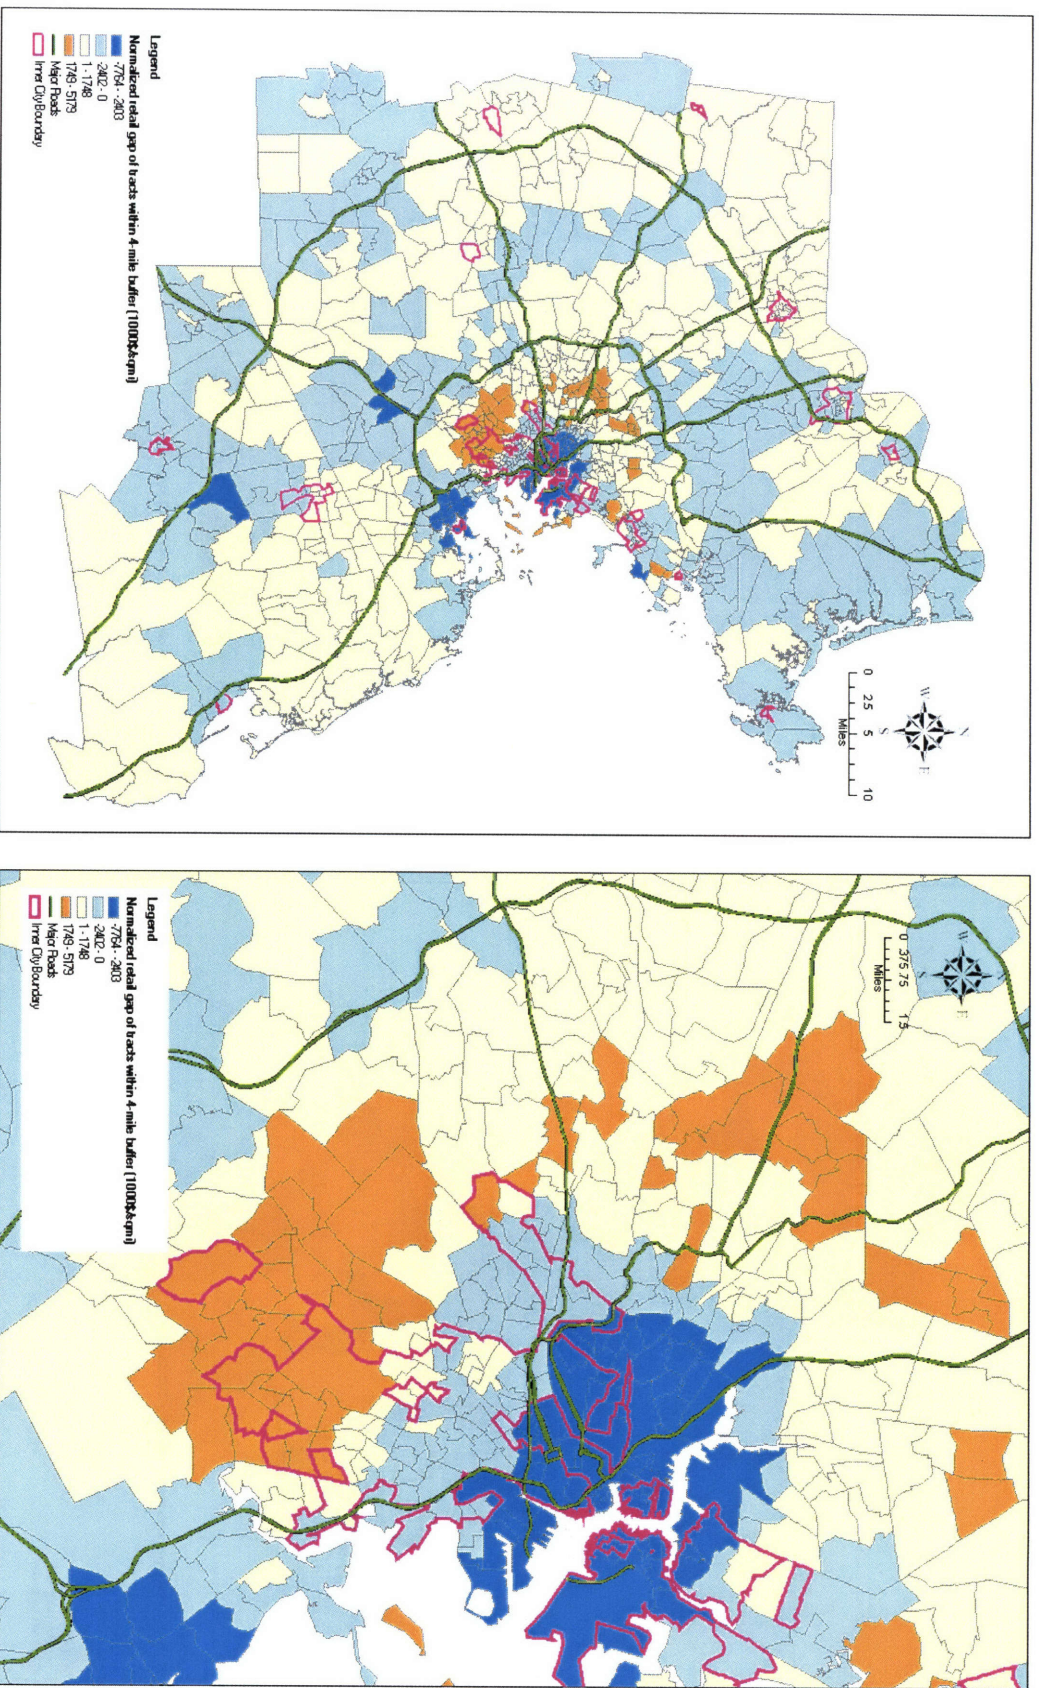 Legend
Normalized retail gap of tracts within 4-mile buffer (1000$/sqmi)
-7764 - -2403
-2402 - 0
1 - 1748
1749 - 5179
Major Roads
Inner City Boundary
N
W
E
S
0 2.5 5 10
Miles
Legend
Normalized retail gap of tracts within 4-mile buffer (1000$/sqmi)
-7764 - -2403
-2402 - 0
1 - 1748
1749 - 5179
Major Roads
Inner City Boundary
W
E
S
0 .375.75 1.5
Miles